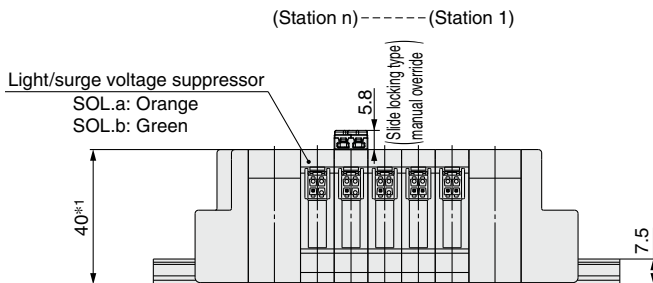 (Station n)------(Station 1)
Light/surge voltage suppressor
SOL.a: Orange
SOL.b: Green
5.8
(Slide locking type
manual override)
40*1
7.5